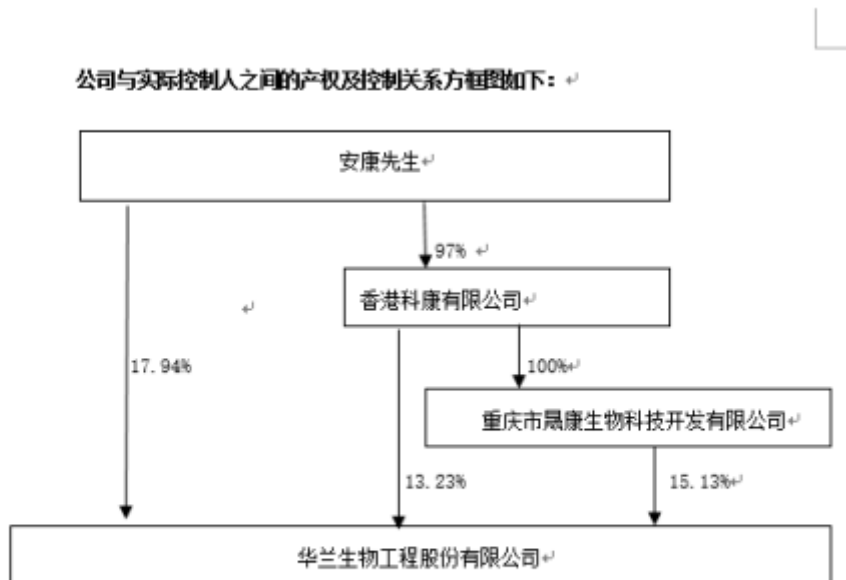 公司与实际控制人之间的产权及控制关系方框图如下：
安康先生
97%
香港科康有限公司
17.94%
100%
重庆市晟康生物科技开发有限公司
13.23%
15.13%
华兰生物工程股份有限公司